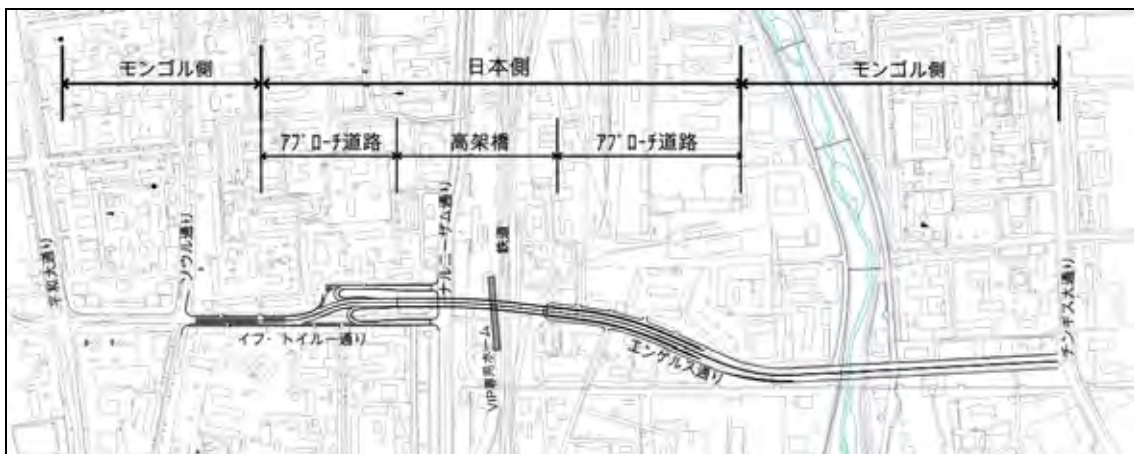 モンゴル側
日本側
モンゴル側
アプローチ道路
高架橋
アプローチ道路
平和大通り
ソウル通り
イフ・トイルー通り
ナルニーザム通り
VIP専用ホーム
鉄道
エンゲルス通り
チンギス大通り